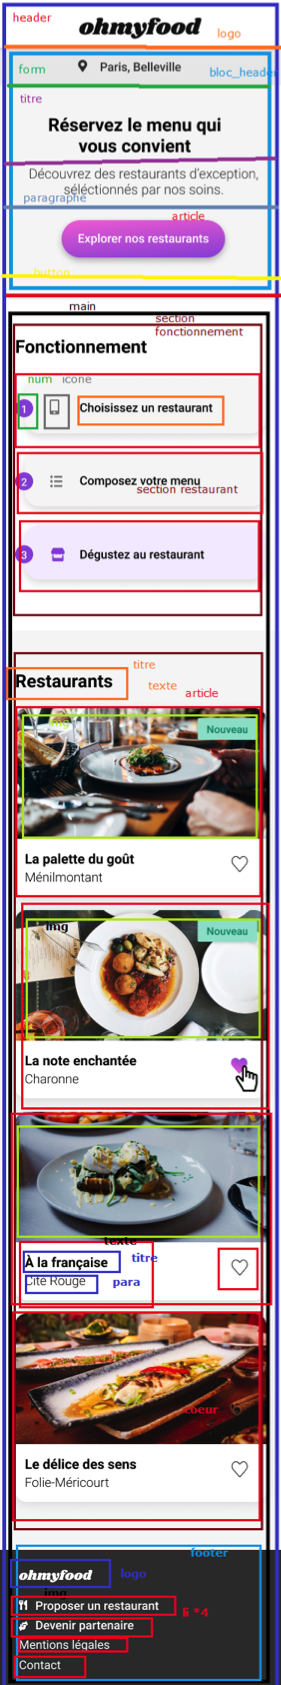 header
ohmyfood
logo
form
Paris, Belleville
bloc_header
titre
Réservez le menu qui
vous convient
Découvrez des restaurants d'exception,
séléctionnés par nos soins.
paragraphe
article
Explorer nos restaurants
button
main
section
fonctionnement
Fonctionnement
num icone
1 Choisissez un restaurant
2 Composez votre menu
section restaurant
3 Dégustez au restaurant
titre
Restaurants
texte
article
img
Nouveau
La palette du goût
Ménilmontant
img
Nouveau
La note enchantée
Charonne
texte
À la française
titre
Cité Rouge
para
coeur
Le délice des sens
Folie-Méricourt
footer
ohmyfood
logo
img
Proposer un restaurant
li *4
Devenir partenaire
Mentions légales
Contact